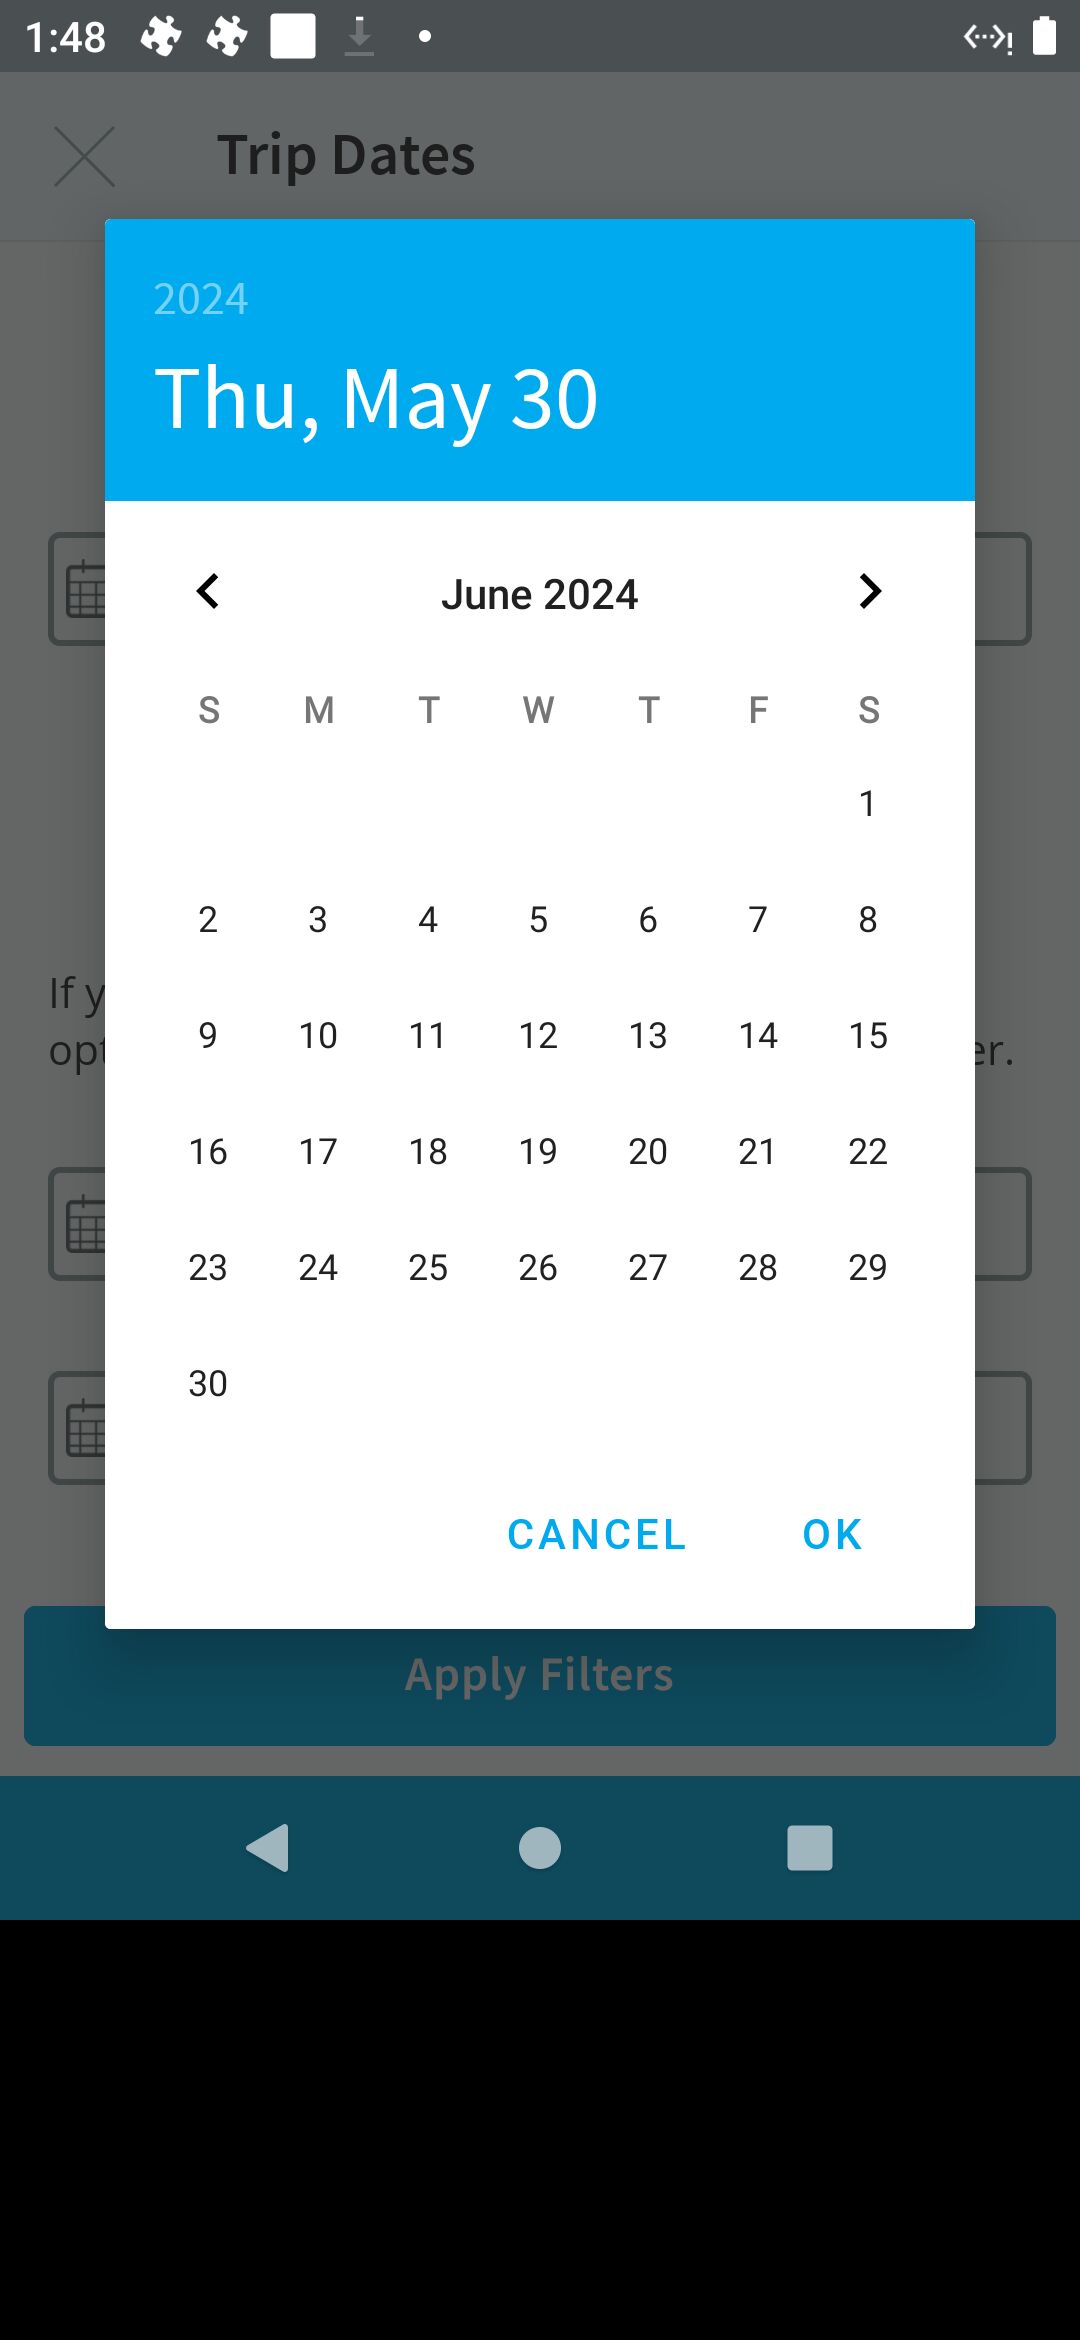 1:48
Trip Dates
2024
Thu, May 30
June 2024
S M T W T F S
1
2 3 4 5 6 7 8
9 10 11 12 13 14 15
16 17 18 19 20 21 22
23 24 25 26 27 28 29
30
If y
opt er.
CANCEL OK
Apply Filters